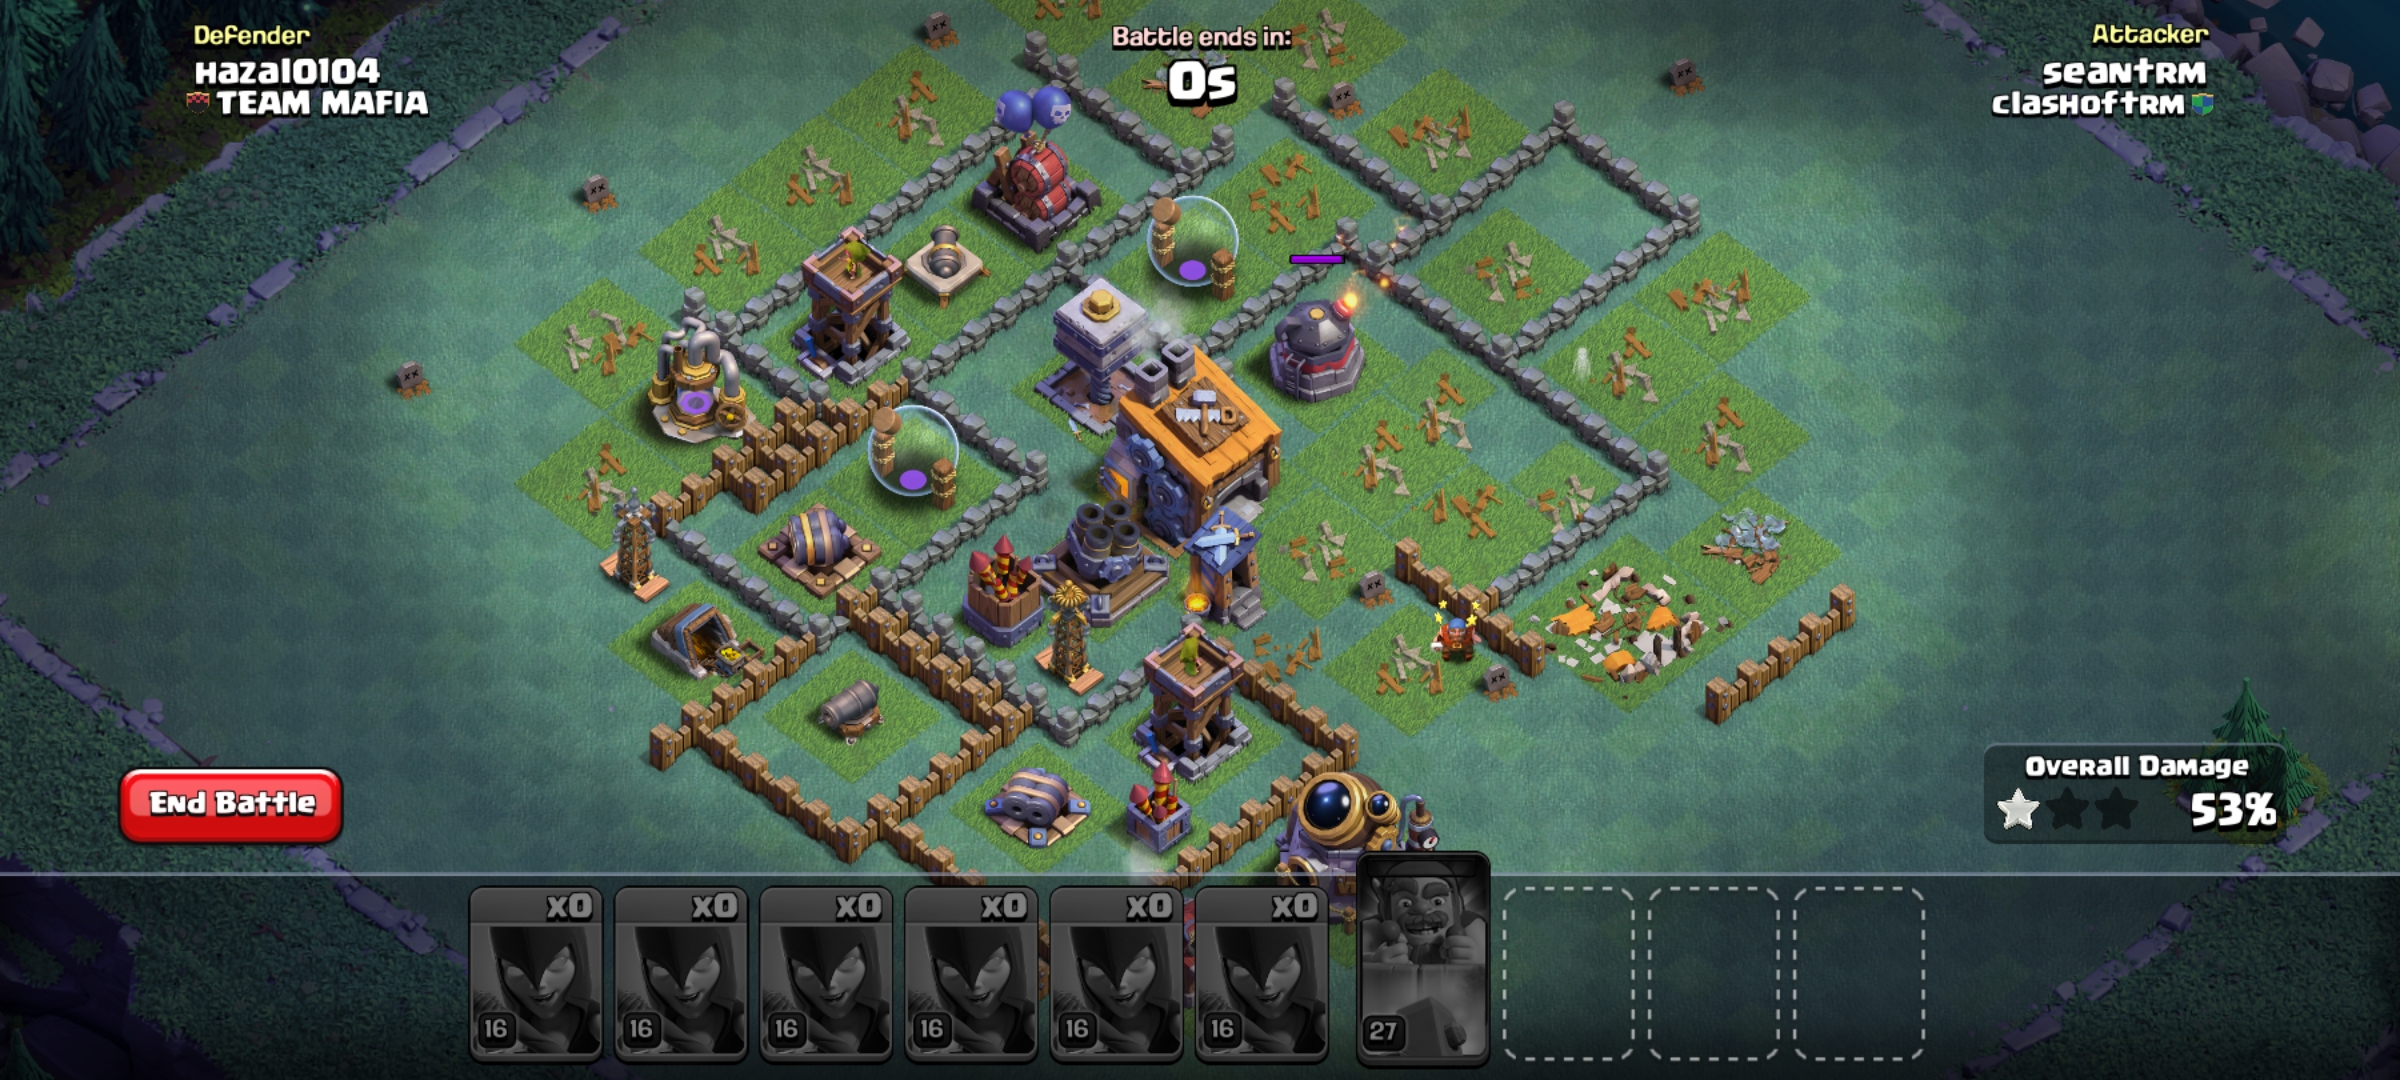 Defender
Hazal0104
TEAM MAFIA
Battle ends in:
0s
Attacker
seantRM
clashoftRM
End Battle
Overall Damage
53%
x0
x0
x0
x0
x0
x0
16
16
16
16
16
16
27